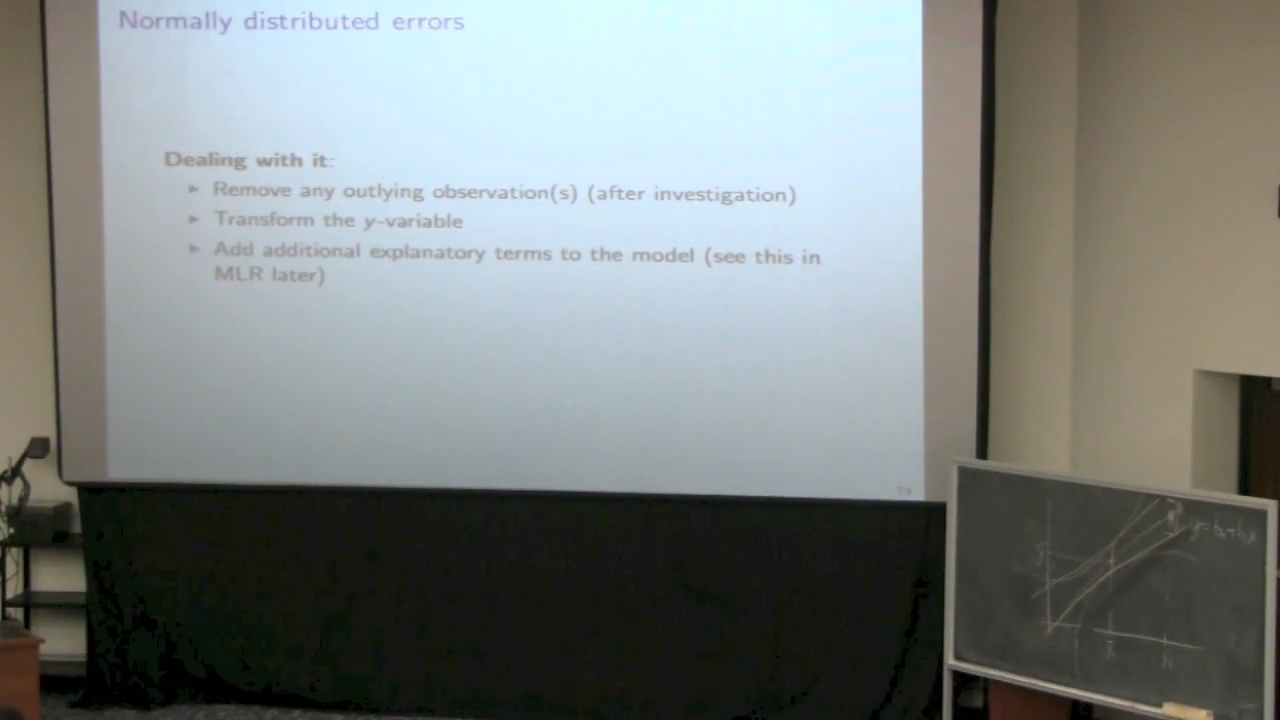 Normally distributed errors
Dealing with it:
► Remove any outlying observation(s) (after investigation)
► Transform the y-variable
► Add additional explanatory terms to the model (see this in
MLR later)